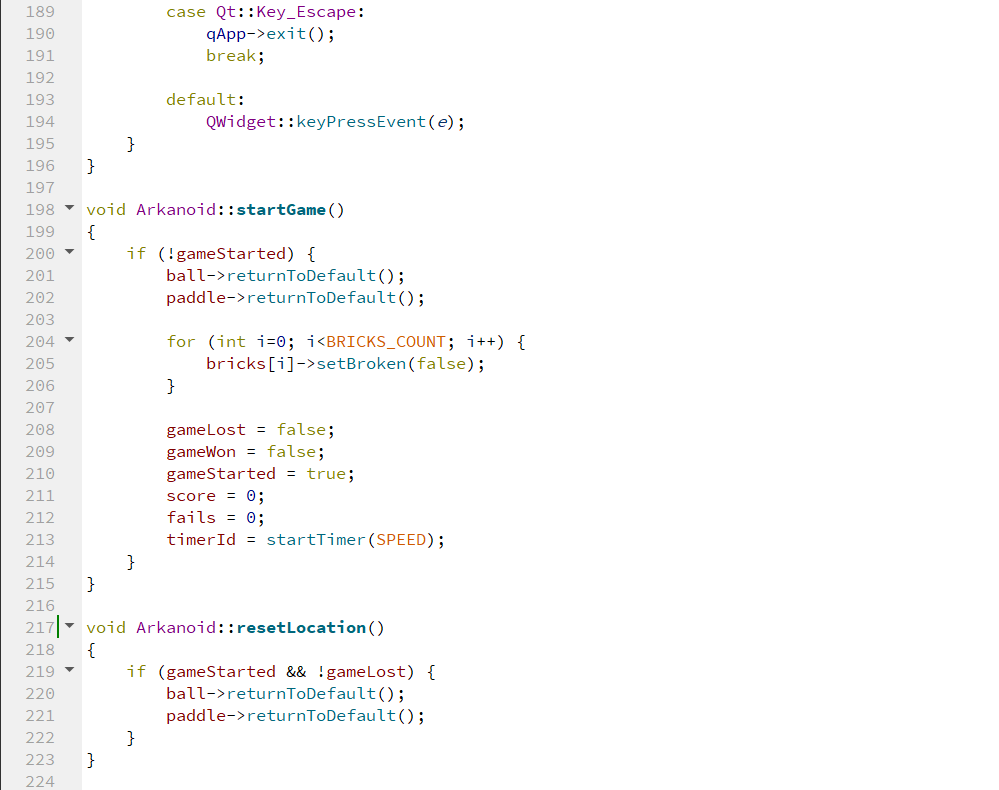 189         case Qt::Key_Escape:
190             qApp->exit();
191             break;
192
193         default:
194             QWidget::keyPressEvent(e);
195     }
196 }
197
198 void Arkanoid::startGame()
199 {
200     if (!gameStarted) {
201         ball->returnToDefault();
202         paddle->returnToDefault();
203
204         for (int i=0; i<BRICKS_COUNT; i++) {
205             bricks[i]->setBroken(false);
206         }
207
208         gameLost = false;
209         gameWon = false;
210         gameStarted = true;
211         score = 0;
212         fails = 0;
213         timerId = startTimer(SPEED);
214     }
215 }
216
217 void Arkanoid::resetLocation()
218 {
219     if (gameStarted && !gameLost) {
220         ball->returnToDefault();
221         paddle->returnToDefault();
222     }
223 }
224